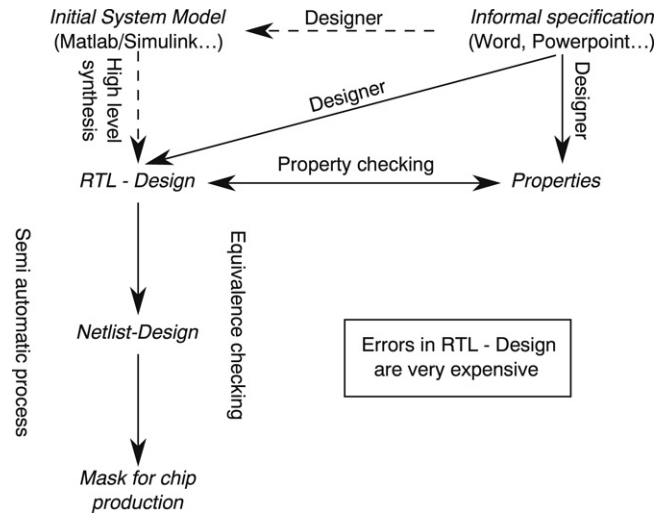 Initial System Model
(Matlab/Simulink…)
Designer
Informal specification
(Word, Powerpoint…)
High level
synthesis
Designer
Designer
RTL - Design
Property checking
Properties
Semi automatic process
Equivalence checking
Netlist-Design
Errors in RTL - Design
are very expensive
Mask for chip
production